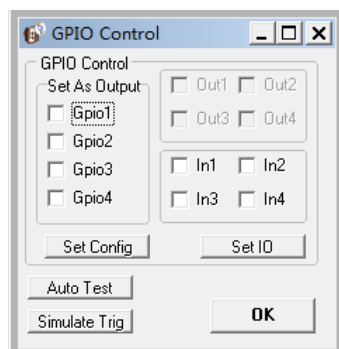 GPIO Control
GPIO Control
Set As Output
Gpio1
Gpio2
Gpio3
Gpio4
Out1 Out2
Out3 Out4
In1 In2
In3 In4
Set Config
Set IO
Auto Test
Simulate Trig
OK